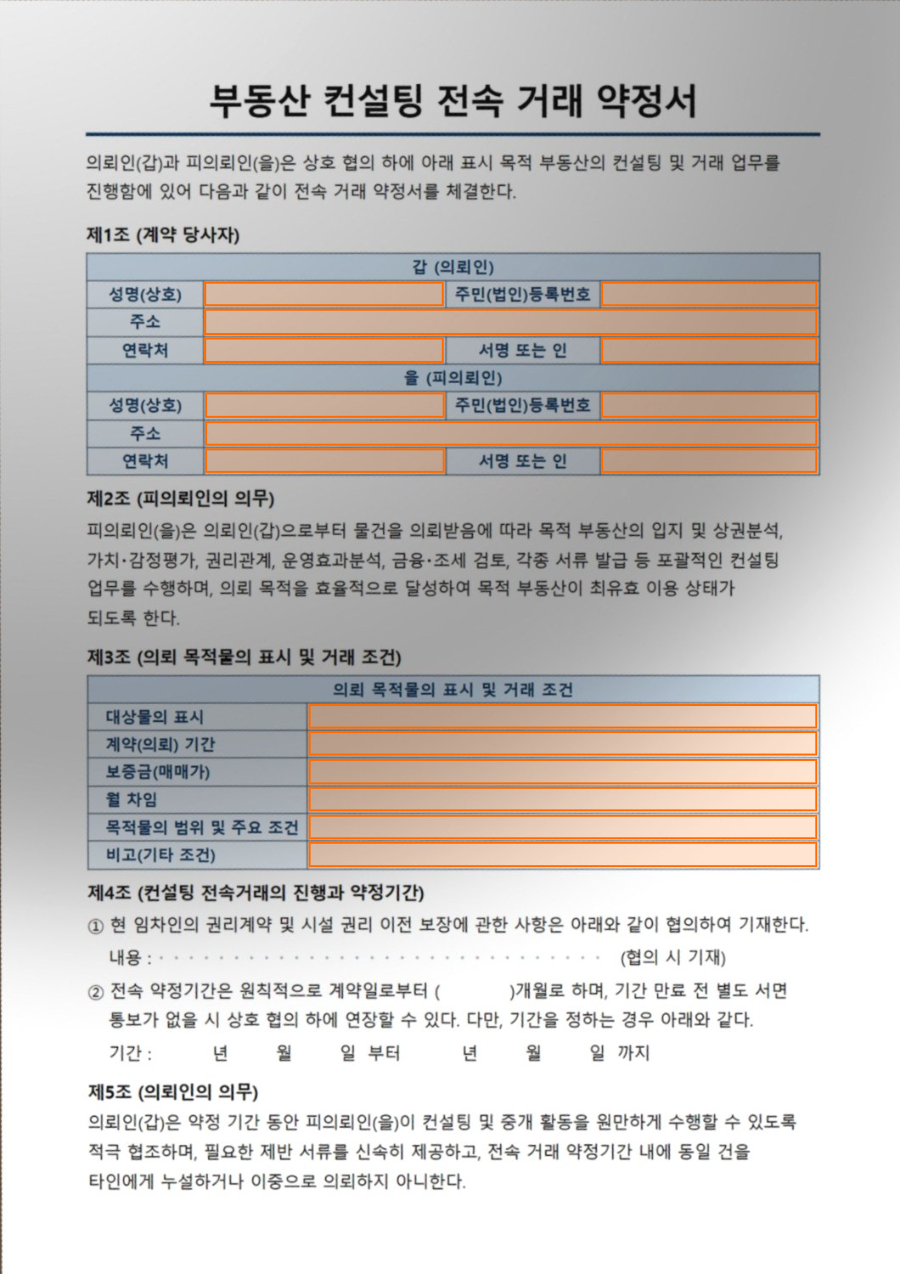 부동산 컨설팅 전속 거래 약정서
의뢰인(갑)과 피의뢰인(을)은 상호 협의 하에 아래 표시 목적 부동산의 컨설팅 및 거래 업무를
진행함에 있어 다음과 같이 전속 거래 약정서를 체결한다.
제1조 (계약 당사자)
갑 (의뢰인)
성명(상호) 주민(법인)등록번호
주소
연락처 서명 또는 인
을 (피의뢰인)
성명(상호) 주민(법인)등록번호
주소
연락처 서명 또는 인
제2조 (피의뢰인의 의무)
피의뢰인(을)은 의뢰인(갑)으로부터 물건을 의뢰받음에 따라 목적 부동산의 입지 및 상권분석,
가치·감정평가, 권리관계, 운영효과분석, 금융·조세 검토, 각종 서류 발급 등 포괄적인 컨설팅
업무를 수행하며, 의뢰 목적을 효율적으로 달성하여 목적 부동산이 최유효 이용 상태가
되도록 한다.
제3조 (의뢰 목적물의 표시 및 거래 조건)
의뢰 목적물의 표시 및 거래 조건
대상물의 표시
계약(의뢰) 기간
보증금(매매가)
월 차임
목적물의 범위 및 주요 조건
비고(기타 조건)
제4조 (컨설팅 전속거래의 진행과 약정기간)
① 현 임차인의 권리계약 및 시설 권리 이전 보장에 관한 사항은 아래와 같이 협의하여 기재한다.
내용 : · · · · · · · · · · · · · · · · · · · · · · · · · · · · · · (협의 시 기재)
② 전속 약정기간은 원칙적으로 계약일로부터 ( )개월로 하며, 기간 만료 전 별도 서면
통보가 없을 시 상호 협의 하에 연장할 수 있다. 다만, 기간을 정하는 경우 아래와 같다.
기간 : 년 월 일 부터 년 월 일 까지
제5조 (의뢰인의 의무)
의뢰인(갑)은 약정 기간 동안 피의뢰인(을)이 컨설팅 및 중개 활동을 원만하게 수행할 수 있도록
적극 협조하며, 필요한 제반 서류를 신속히 제공하고, 전속 거래 약정기간 내에 동일 건을
타인에게 누설하거나 이중으로 의뢰하지 아니한다.